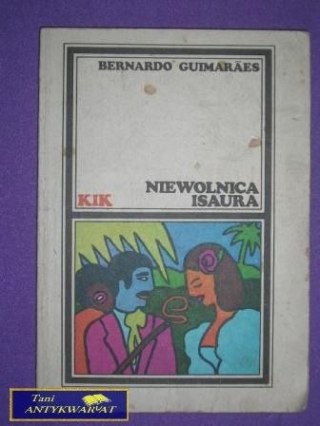 BERNARDO GUIMARÃES
NIEWOLNICA
KIK ISAURA
Tani
ANTYKWARYAT